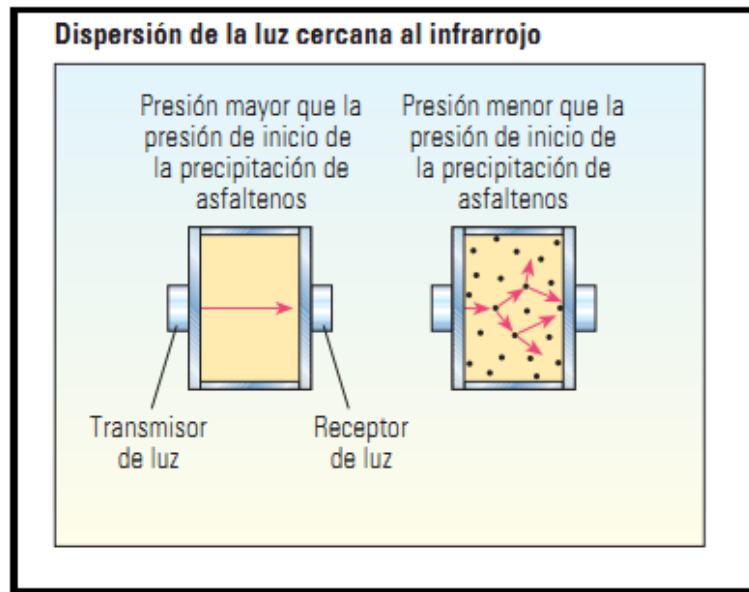 Dispersión de la luz cercana al infrarrojo
Presión mayor que la
presión de inicio de
la precipitación de
asfaltenos
Presión menor que la
presión de inicio de
la precipitación de
asfaltenos
Transmisor
de luz
Receptor
de luz